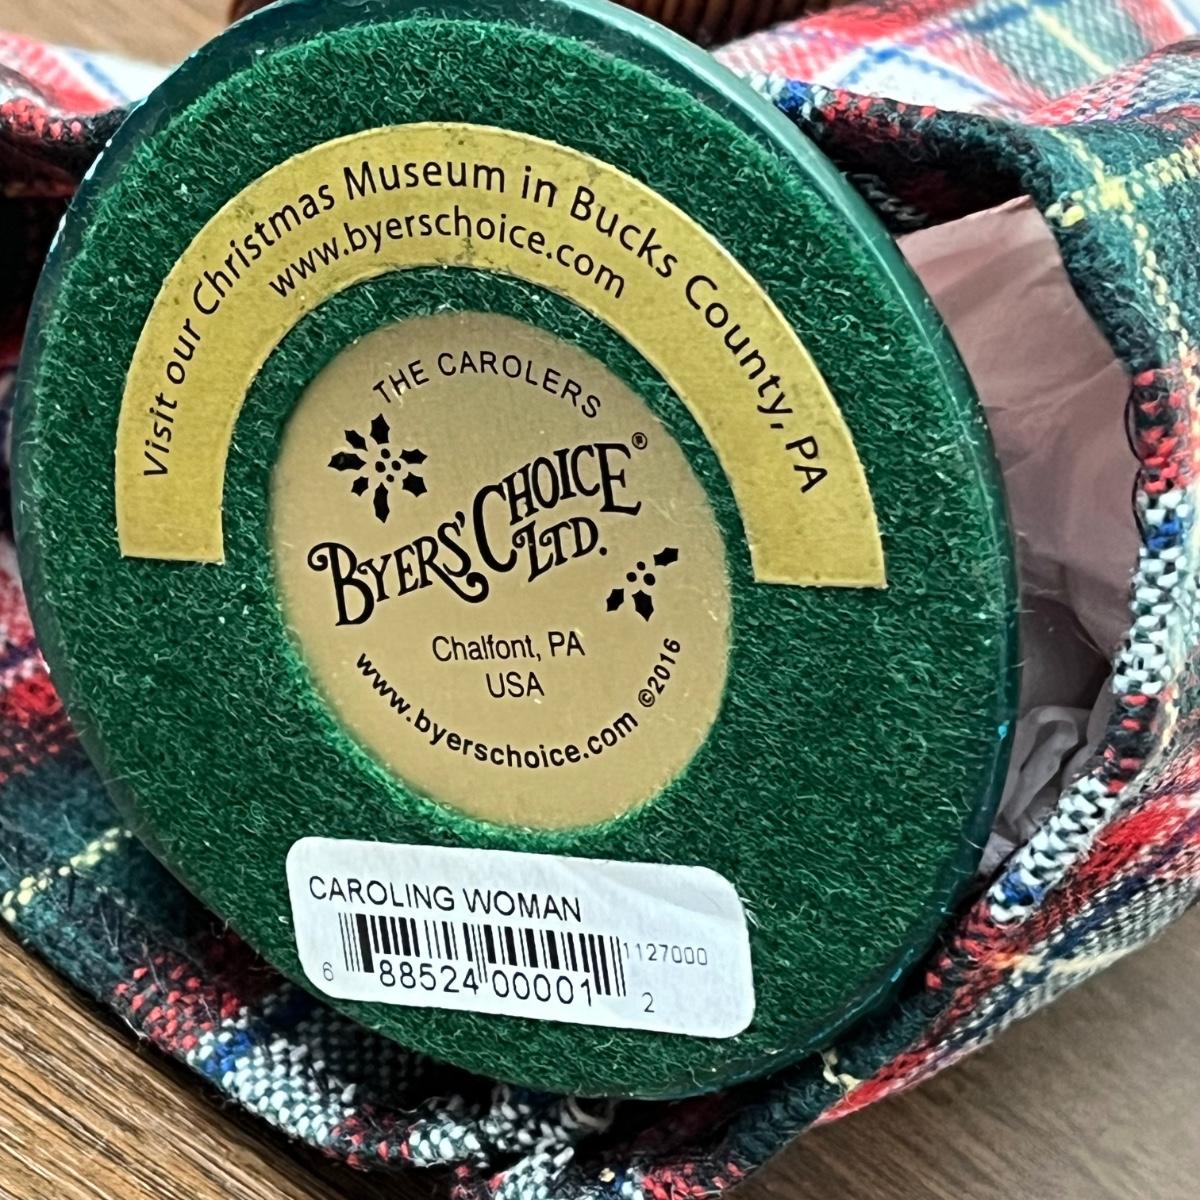 Visit our Christmas Museum in Bucks County, PA
www.byerschoice.com
THE CAROLERS
BYERS' CHOICE®
LTD.
Chalfont, PA
USA
www.byerschoice.com ©2016
CAROLING WOMAN
1127000
6 88524 00001 2